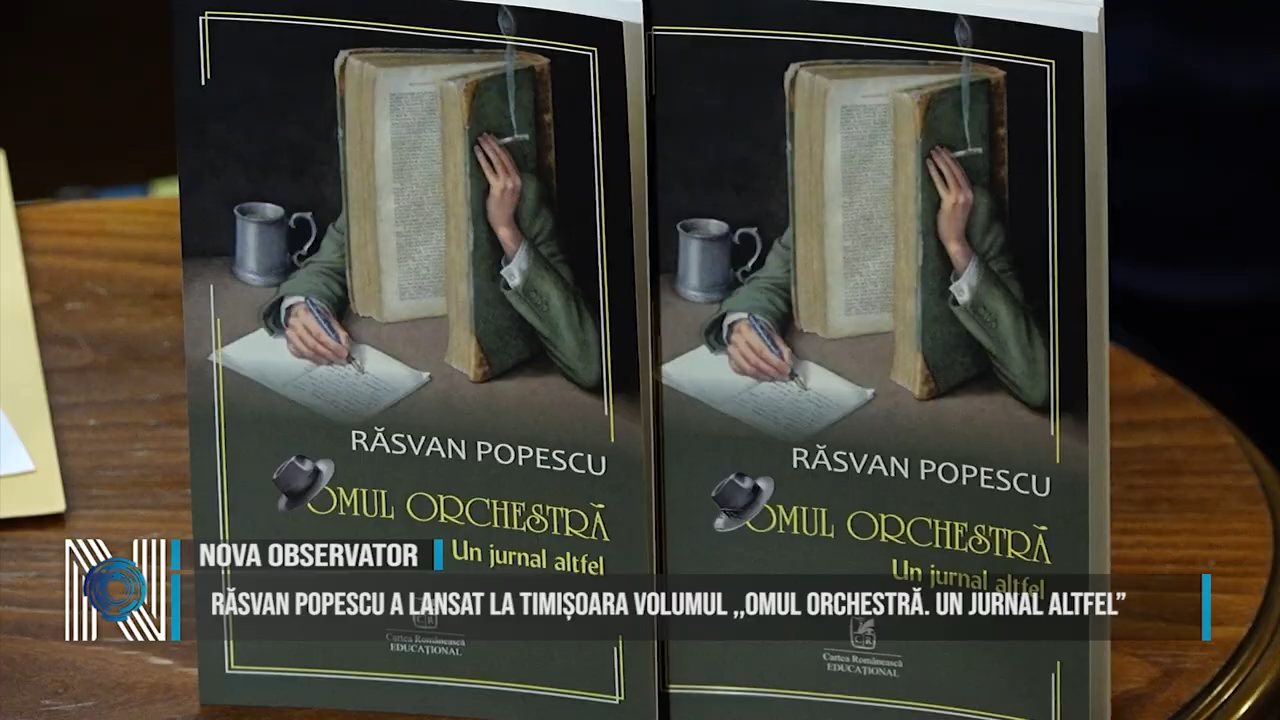 RĂSVAN POPESCU
OMUL ORCHESTRĂ
Un jurnal altfel
Cartea Românească
EDUCAȚIONAL
RĂSVAN POPESCU
OMUL ORCHESTRĂ
Un jurnal altfel
C R
Cartea Românească
EDUCAȚIONAL
NOVA OBSERVATOR
RĂSVAN POPESCU A LANSAT LA TIMIȘOARA VOLUMUL ,,OMUL ORCHESTRĂ. UN JURNAL ALTFEL”